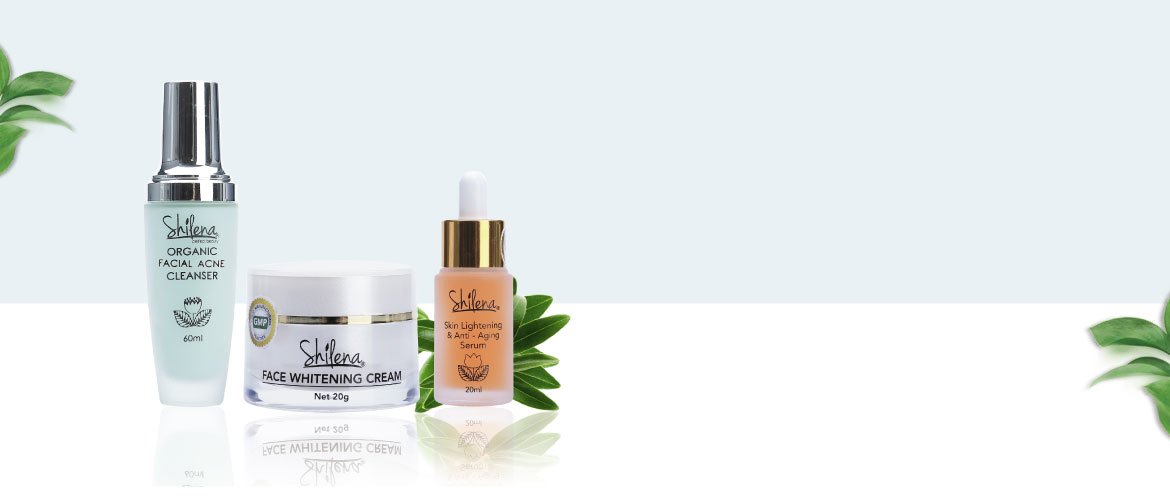 Shilena
ORGANIC
FACIAL ACNE
CLEANSER
60ml
GMP
Shilena®
FACE WHITENING CREAM
Net 20g
Shilena®
Skin Lightening
& Anti - Aging
Serum
20ml